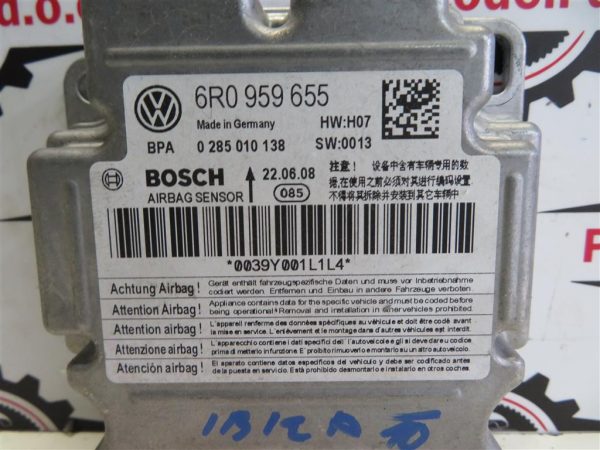 d.o.
6R0 959 655
Made in Germany HW:H07
BPA 0 285 010 138 SW:0013
BOSCH 22.06.08
AIRBAG SENSOR 085
注意! 设备中含有车辆专用的数
据,在使用之前必须对其进行编码设置.
不得将其拆除并安装到其它车辆中
*0039Y001L1L4*
Achtung Airbag! Gerät enthält fahrzeugspezifische Daten und muss vor Inbetriebnahme
codiert werden. Entfernen und Einbau in andere Fahrzeuge verboten
Attention Airbag! Appliance contains data for the specific vehicle and must be coded before
being operational! Removal and installation in other vehicles prohibited.
Attention airbag! L'appareil renferme des données spécifiques au véhicule et doit être codé avant
la mise en service. L'enlèvement et le montage dans d'autres véhicules est interdit.
Attenzione airbag! L'apparecchio contiene i dati specifici dell'autoveicolo e gli si deve dare u codice
prima di metterlo in funzione. E' proibito rimuoverlo e montarlo su un altro autoveicolo.
Atención airbag! El aparato contiene datos específicos del vehículo y debe ser codificado antes
de la puesta en servicio. Está prohibido desmontarlo e instalarlo en otros coches.
IBIZA 10